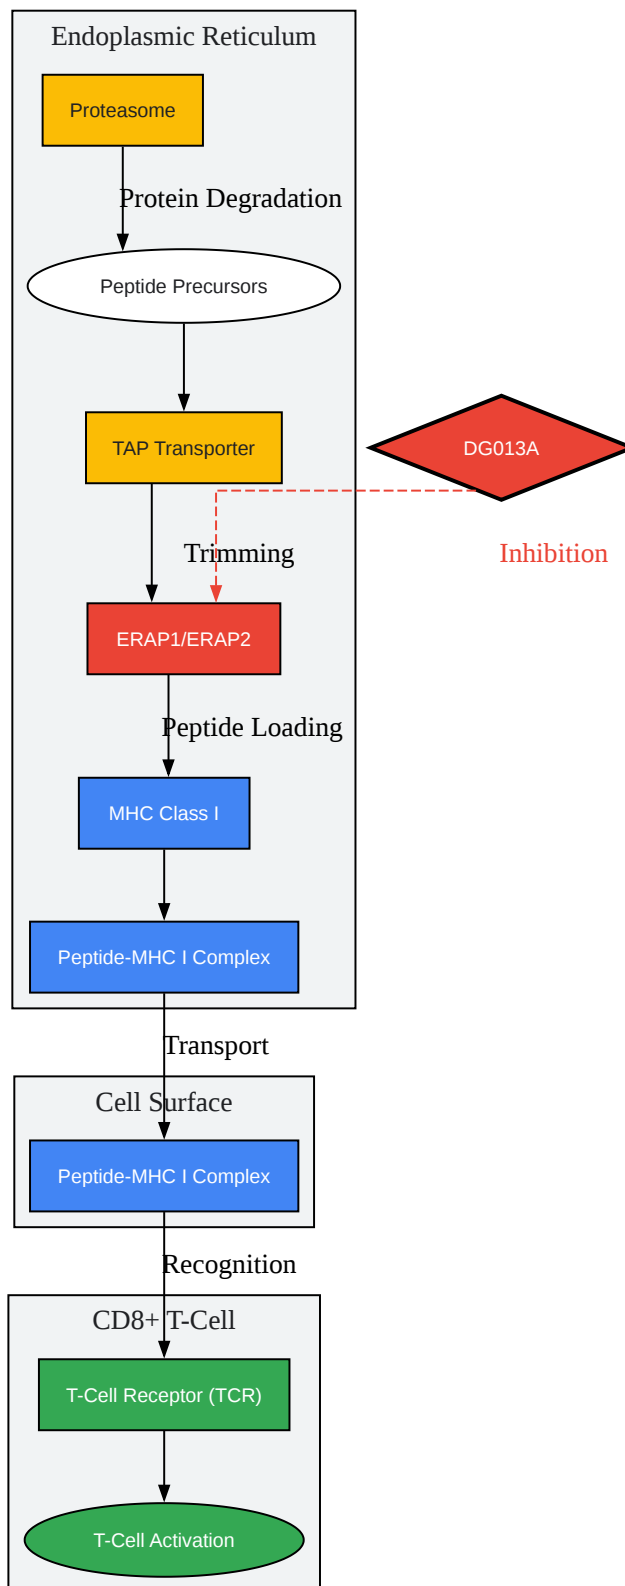 Endoplasmic Reticulum
Proteasome
Protein Degradation
Peptide Precursors
TAP Transporter
DG013A
Trimming
Inhibition
ERAP1/ERAP2
Peptide Loading
MHC Class I
Peptide-MHC I Complex
Transport
Cell Surface
Peptide-MHC I Complex
Recognition
CD8+ T-Cell
T-Cell Receptor (TCR)
T-Cell Activation